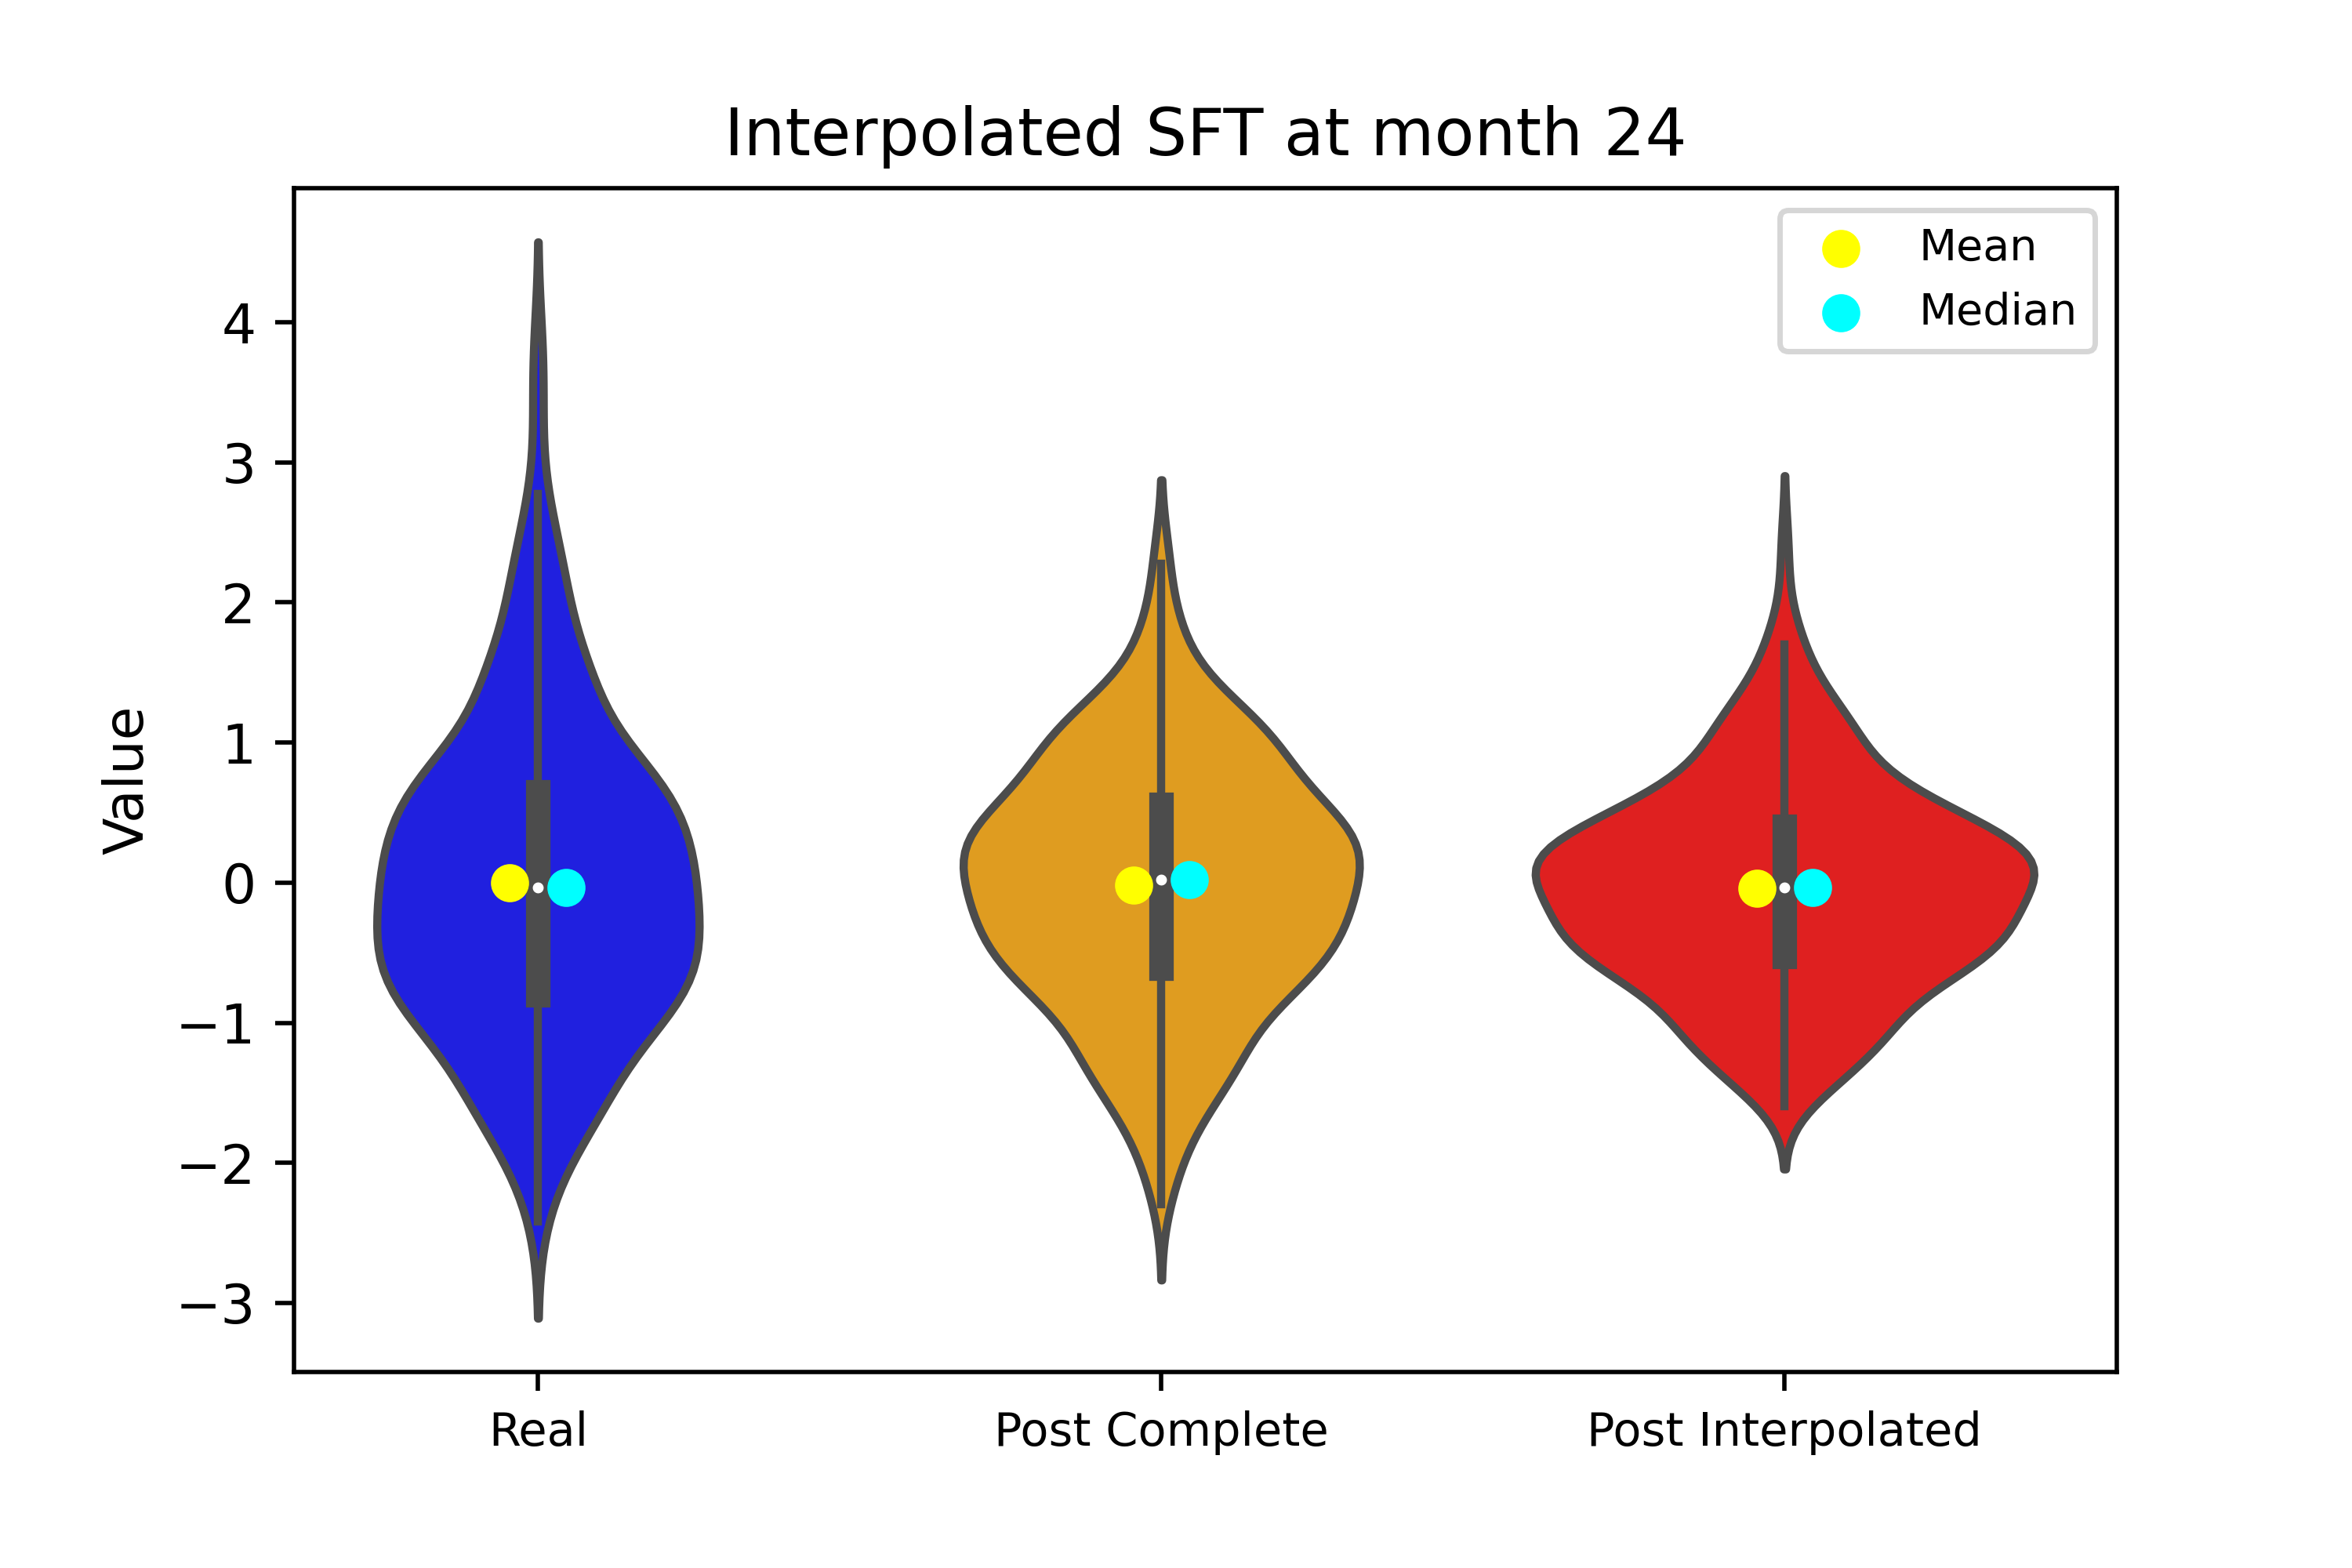 Interpolated SFT at month 24
Mean
Median
4
3
2
1
0
−1
−2
−3
Value
Real
Post Complete
Post Interpolated